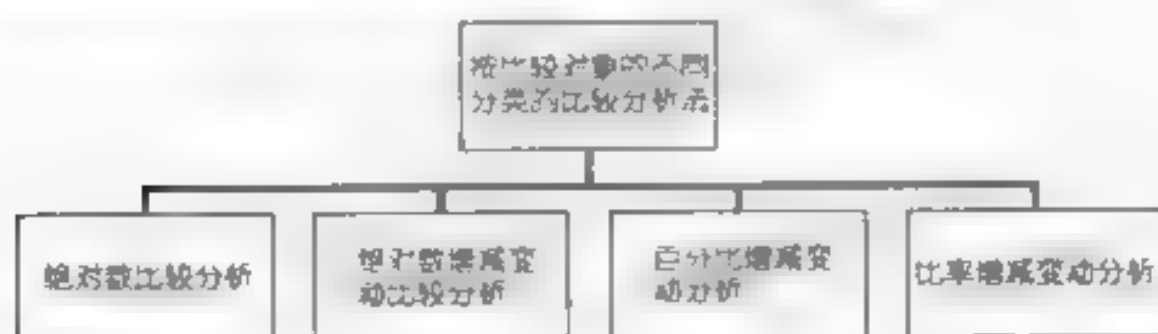 按比较对象的不同
分类的比较分析法
绝对数比较分析
绝对数增减变
动比较分析
百分比增减变
动分析
比率增减变动分析